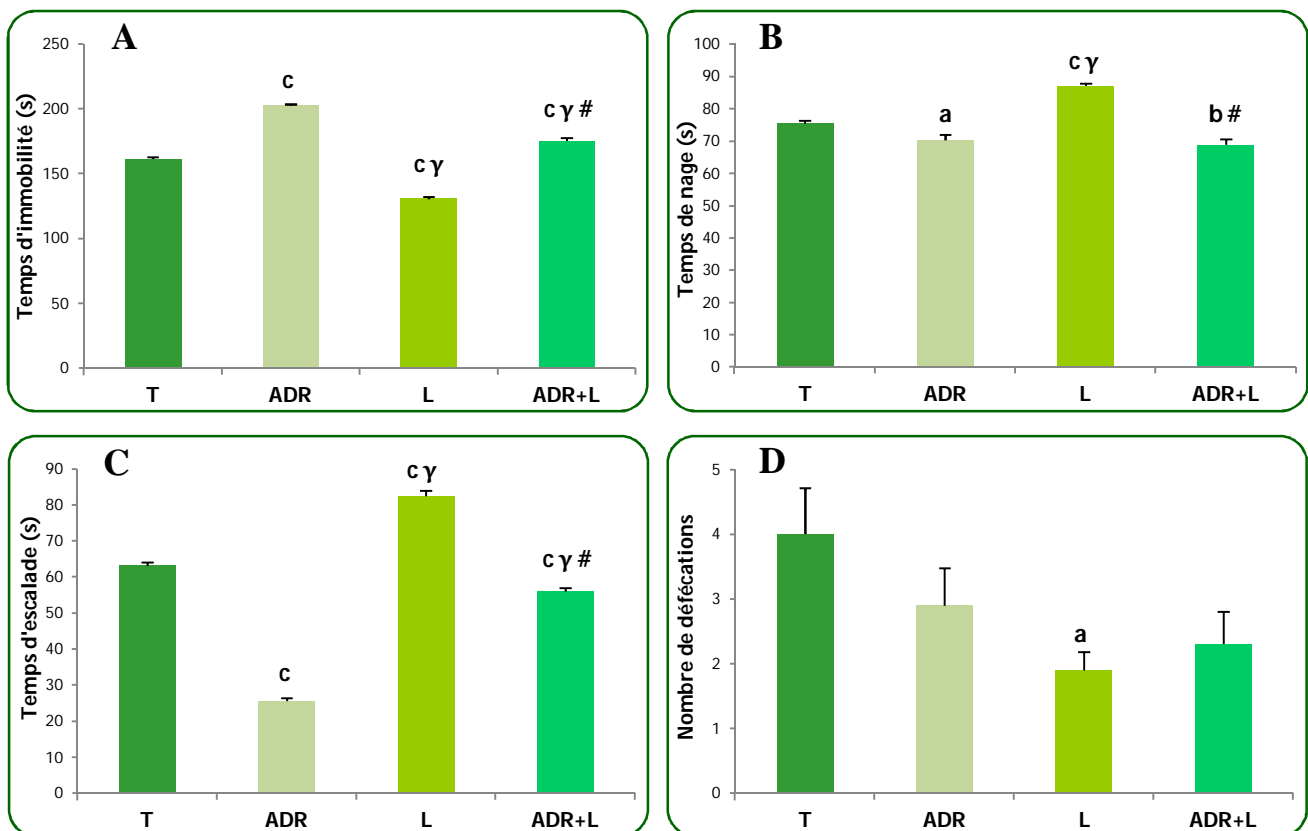 A
Temps d'immobilité (s)
250
200
150
100
50
0
c
c γ
c γ #
T ADR L ADR+L
B
Temps de nage (s)
100
90
80
70
60
50
40
30
20
10
0
a
c γ
b #
T ADR L ADR+L
C
Temps d'escalade (s)
90
80
70
60
50
40
30
20
10
0
c
c γ
c γ #
T ADR L ADR+L
D
Nombre de défécations
5
4
3
2
1
0
a
T ADR L ADR+L